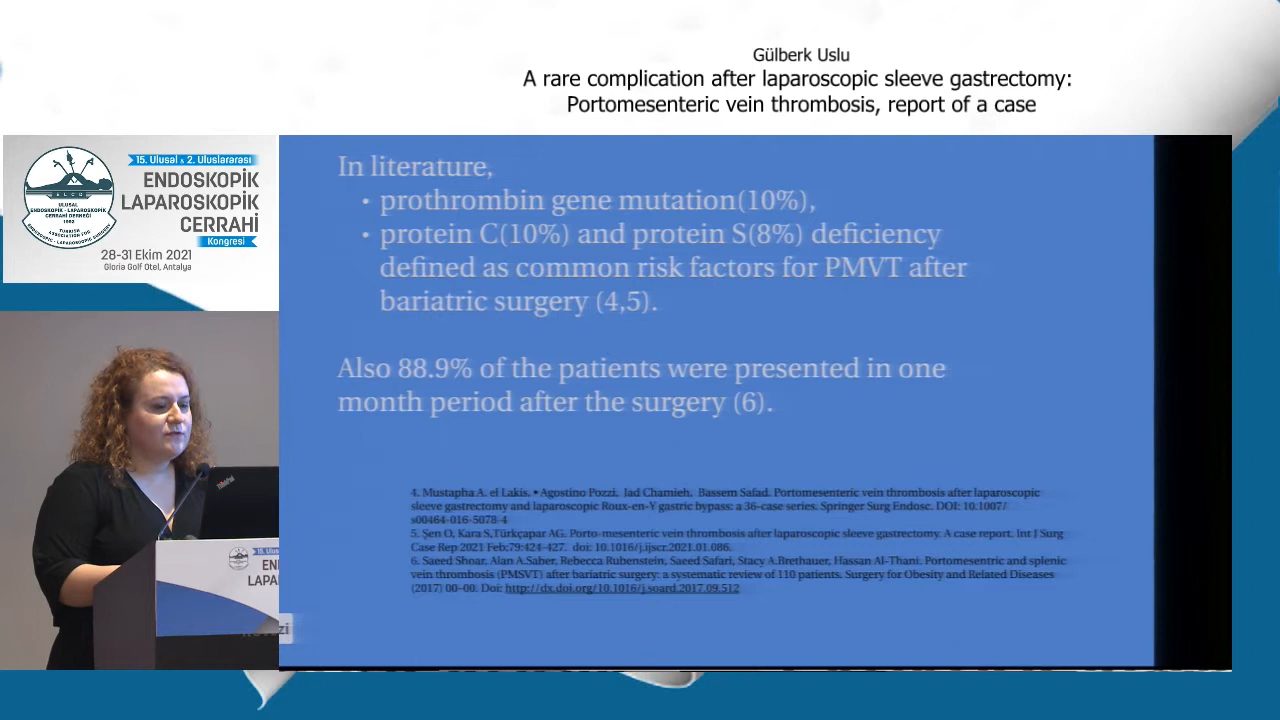 Gülberk Uslu
A rare complication after laparoscopic sleeve gastrectomy:
Portomesenteric vein thrombosis, report of a case
15. Ulusal & 2. Uluslararası
ENDOSKOPİK
LAPAROSKOPİK
CERRAHİ
Kongresi
28-31 Ekim 2021
Gloria Golf Otel, Antalya
ELCD
ULUSAL
ENDOSKOPİK - LAPAROSKOPİK
CERRAHİ DERNEĞİ
1992
In literature,
• prothrombin gene mutation(10%),
• protein C(10%) and protein S(8%) deficiency
defined as common risk factors for PMVT after
bariatric surgery (4,5).
Also 88.9% of the patients were presented in one
month period after the surgery (6).
4. Mustapha A. el Lakis, • Agostino Pozzi, Jad Chamieh, Bassem Safad. Portomesenteric vein thrombosis after laparoscopic
sleeve gastrectomy and laparoscopic Roux-en-Y gastric bypass: a 36-case series. Springer Surg Endosc. DOI: 10.1007/
s00464-016-5078-4
5. Şen O, Kara S,Türkçapar AG. Porto-mesenteric vein thrombosis after laparoscopic sleeve gastrectomy. A case report. Int J Surg
Case Rep 2021 Feb;79:424-427. doi: 10.1016/j.ijscr.2021.01.086.
6. Saeed Shoar, Alan A.Saber, Rebecca Rubenstein, Saeed Safari, Stacy A.Brethauer, Hassan Al-Thani. Portomesentric and splenic
vein thrombosis (PMSVT) after bariatric surgery: a systematic review of 110 patients. Surgery for Obesity and Related Diseases
(2017) 00-00. Doi: http://dx.doi.org/10.1016/j.soard.2017.09.512
ThinkPad